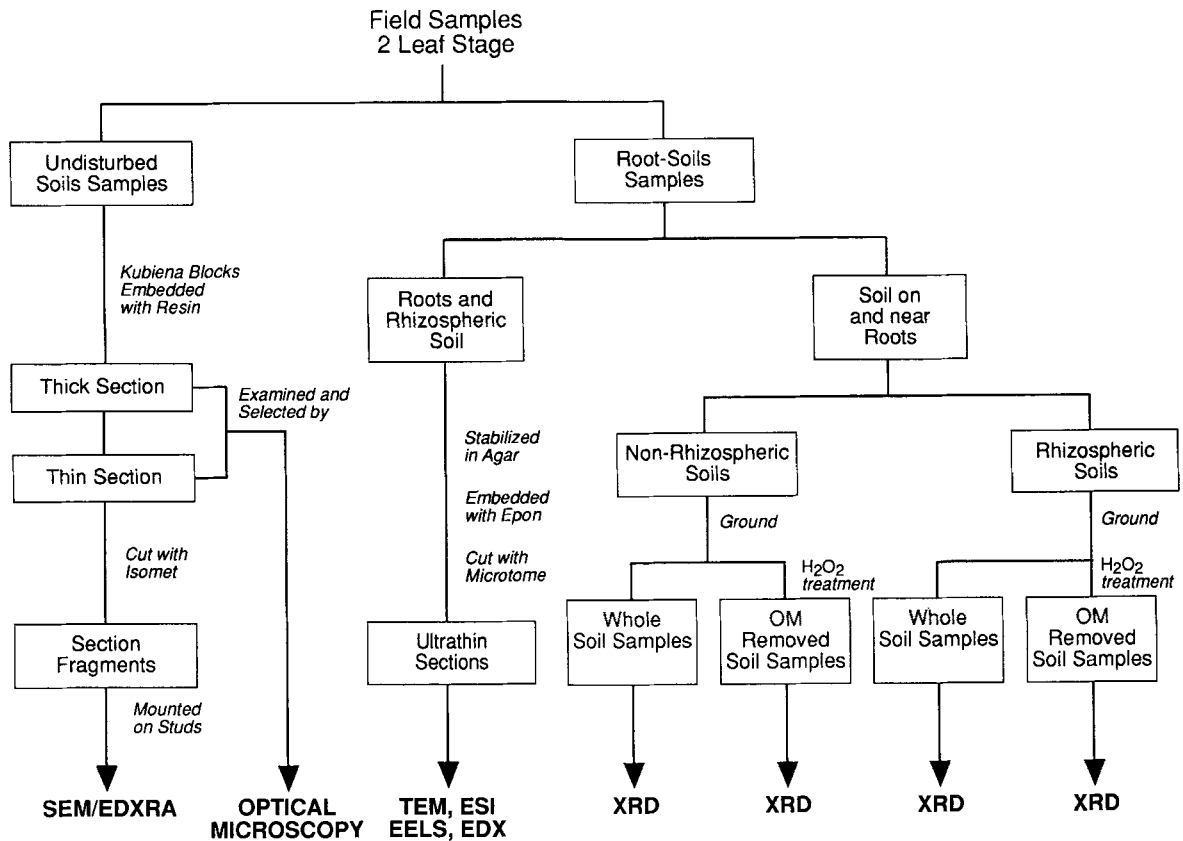 Field Samples
2 Leaf Stage
Undisturbed
Soils Samples
Root-Soils
Samples
Kubiena Blocks
Embedded
with Resin
Roots and
Rhizospheric
Soil
Soil on
and near
Roots
Thick Section
Examined and
Selected by
Thin Section
Stabilized
in Agar
Embedded
with Epon
Cut with
Microtome
Non-Rhizospheric
Soils
Rhizospheric
Soils
Ground
Ground
Cut with
Isomet
H2O2
treatment
H2O2
treatment
Section
Fragments
Ultrathin
Sections
Whole
Soil Samples
OM
Removed
Soil Samples
Whole
Soil Samples
OM
Removed
Soil Samples
Mounted
on Studs
SEM/EDXRA
OPTICAL
MICROSCOPY
TEM, ESI
EELS, EDX
XRD
XRD
XRD
XRD